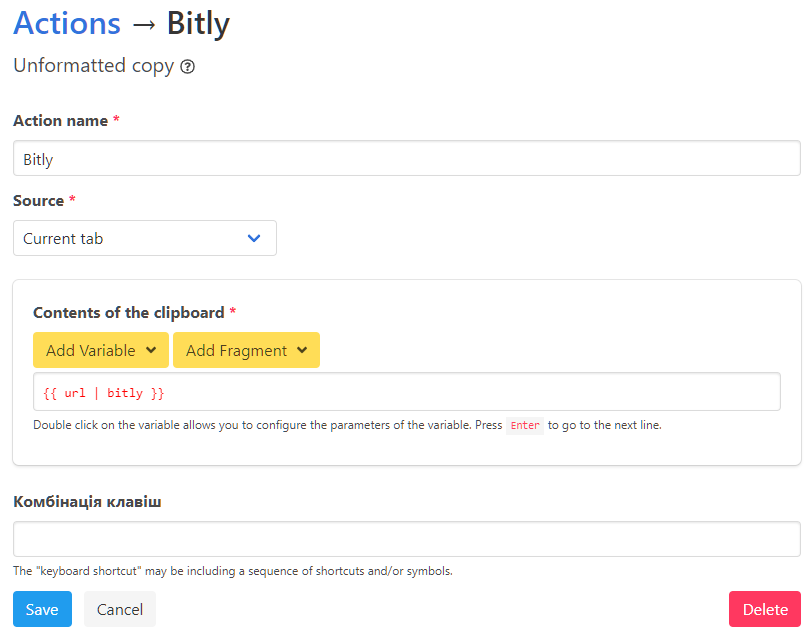 Actions → Bitly
Unformatted copy
Action name *
Bitly
Source *
Current tab
Contents of the clipboard *
Add Variable Add Fragment
{{ url | bitly }}
Double click on the variable allows you to configure the parameters of the variable. Press Enter to go to the next line.
Комбінація клавіш
The "keyboard shortcut" may be including a sequence of shortcuts and/or symbols.
Save Cancel Delete